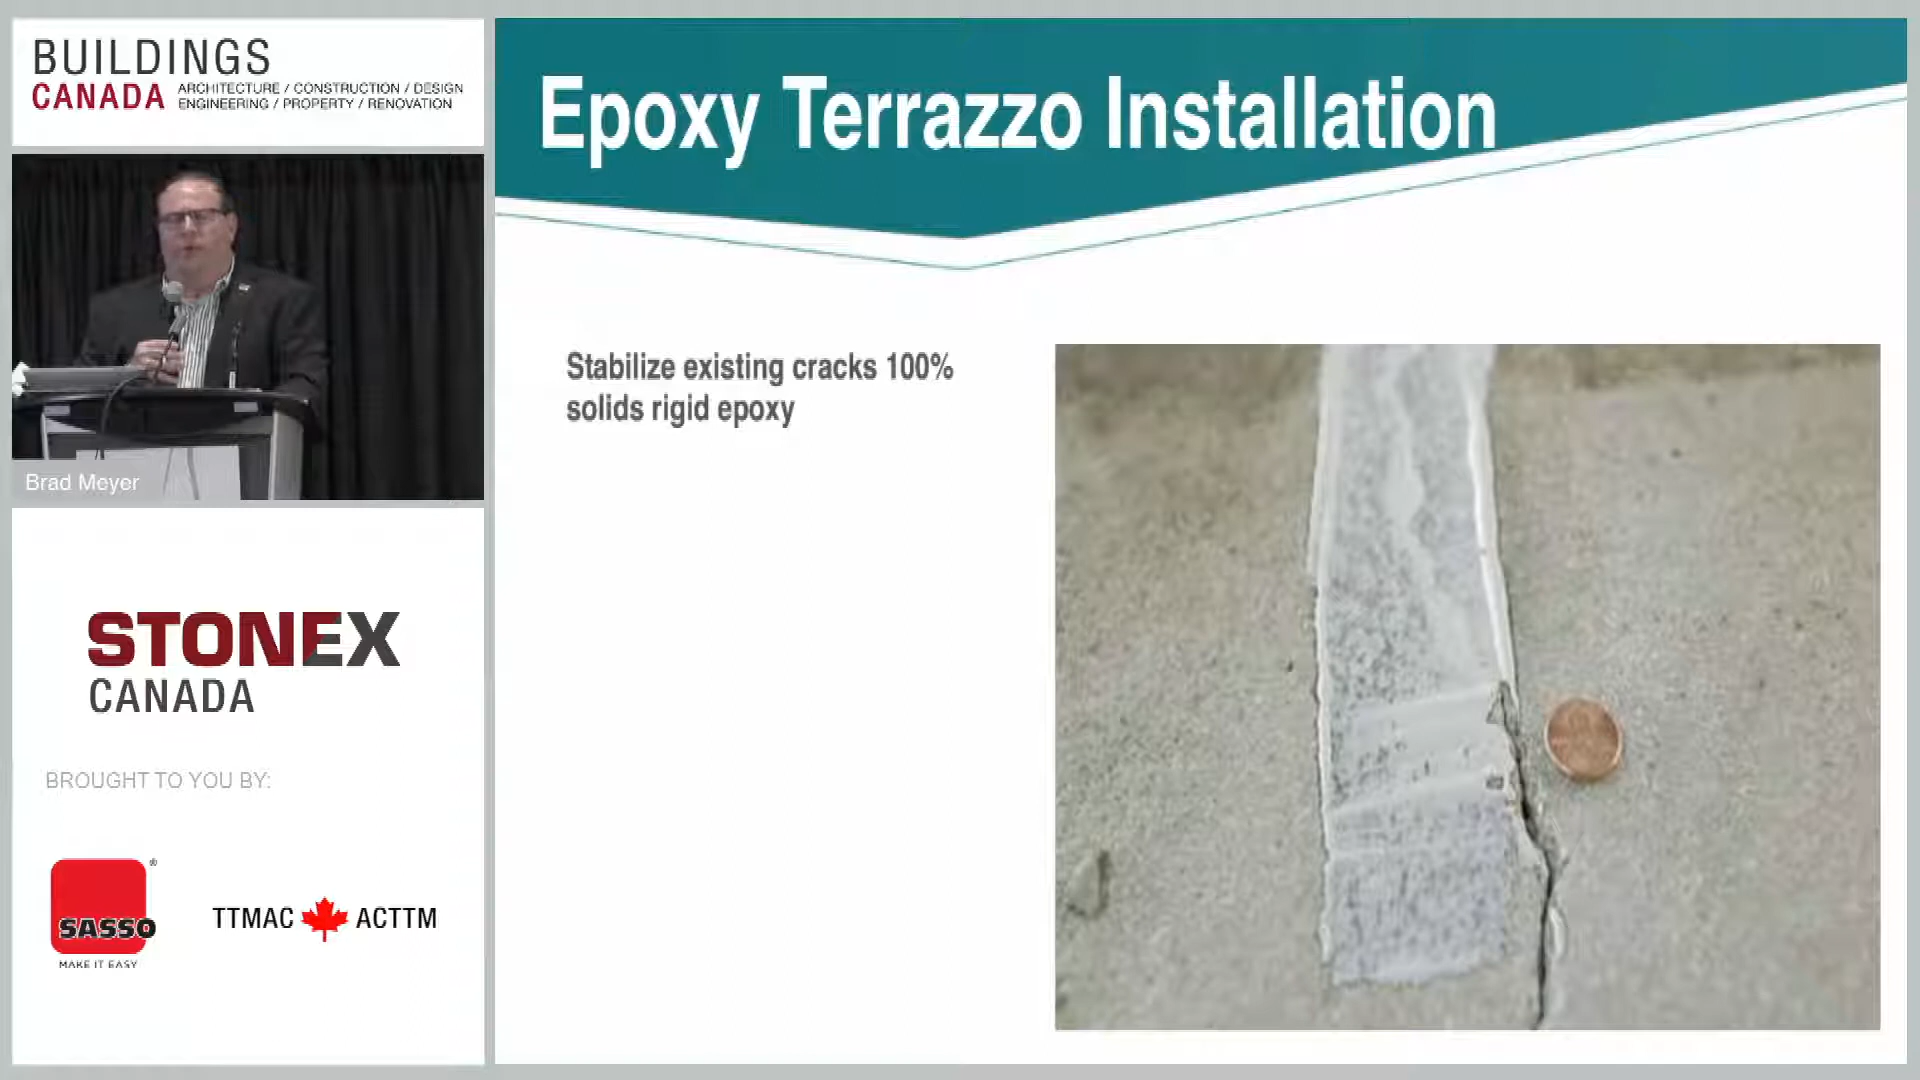 BUILDINGS
CANADA
ARCHITECTURE / CONSTRUCTION / DESIGN
ENGINEERING / PROPERTY / RENOVATION
Brad Meyer
STONEX
CANADA
BROUGHT TO YOU BY:
SASSO®
MAKE IT EASY
TTMAC ACTTM
Epoxy Terrazzo Installation
Stabilize existing cracks 100%
solids rigid epoxy